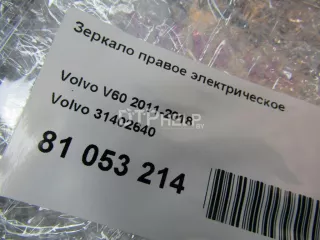 Зеркало правое электрическое
Volvo V60 2011-2018
Volvo 31402640
81 053 214